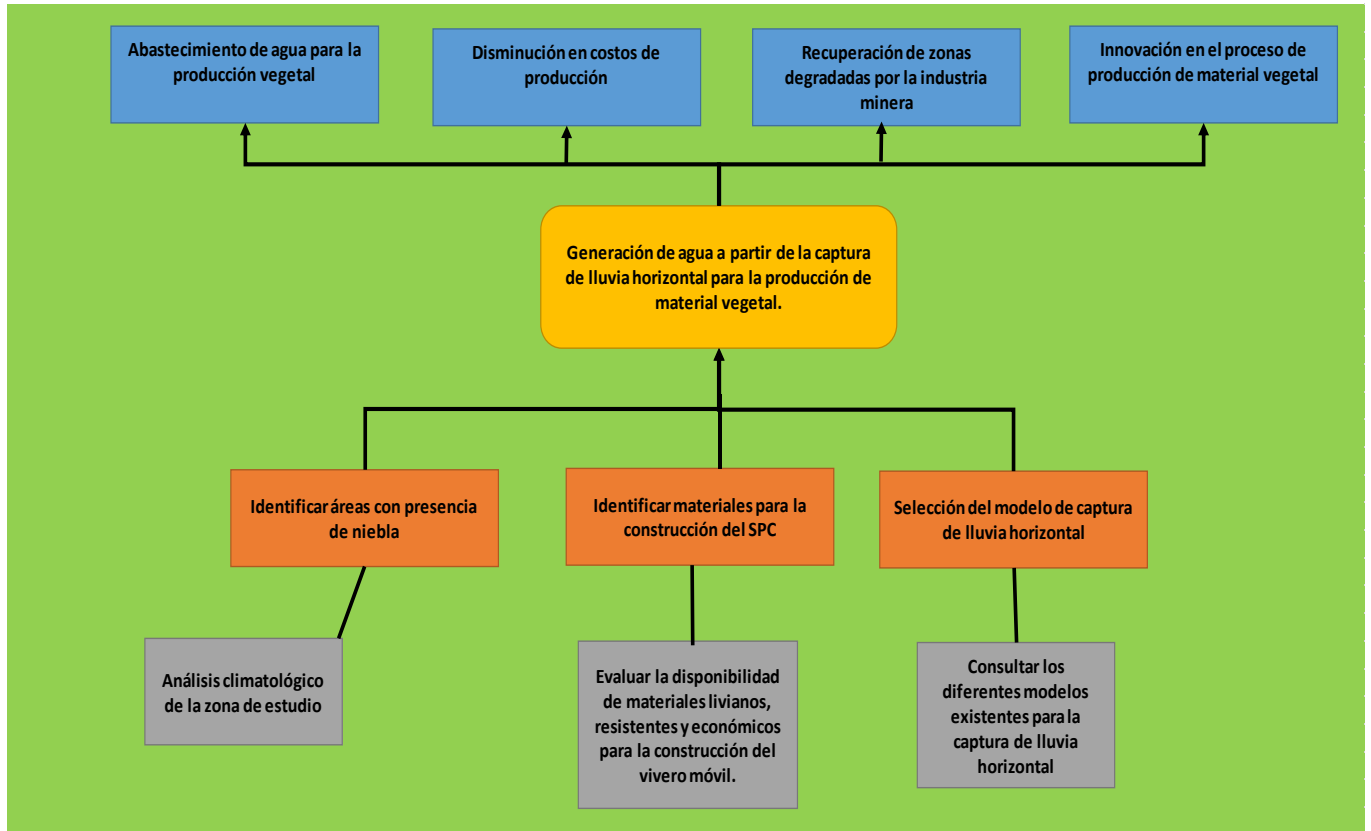 Abastecimiento de agua para la
producción vegetal
Disminución en costos de
producción
Recuperación de zonas
degradadas por la industria
minera
Innovación en el proceso de
producción de material vegetal
Generación de agua a partir de la captura
de lluvia horizontal para la producción de
material vegetal.
Identificar áreas con presencia
de niebla
Identificar materiales para la
construcción del SPC
Selección del modelo de captura
de lluvia horizontal
Análisis climatológico
de la zona de estudio
Evaluar la disponibilidad
de materiales livianos,
resistentes y económicos
para la construcción del
vivero móvil.
Consultar los
diferentes modelos
existentes para la
captura de lluvia
horizontal